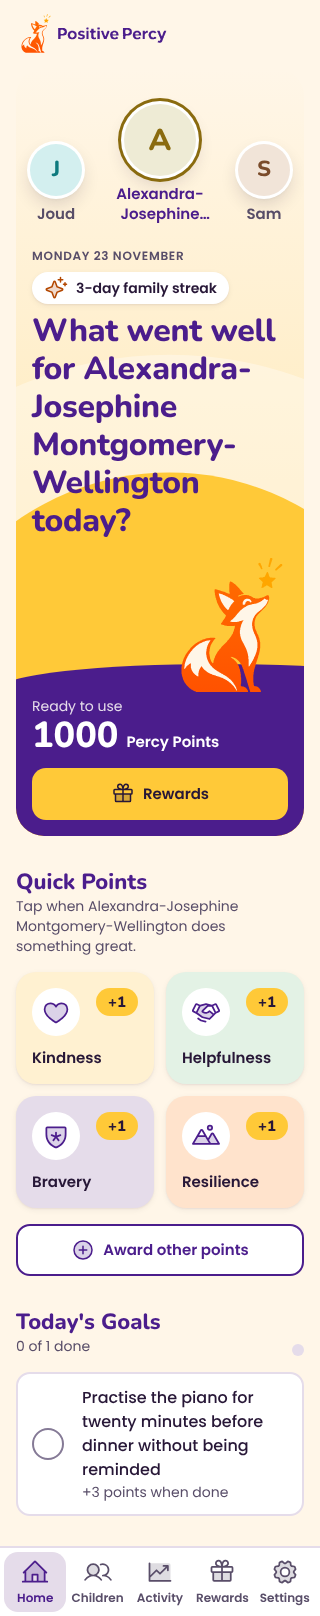 Positive Percy
J
A
S
Joud
Alexandra-
Josephine...
Sam
MONDAY 23 NOVEMBER
3-day family streak
What went well
for Alexandra-
Josephine
Montgomery-
Wellington
today?
Ready to use
1000 Percy Points
Rewards
Quick Points
Tap when Alexandra-Josephine
Montgomery-Wellington does
something great.
+1
Kindness
+1
Helpfulness
+1
Bravery
+1
Resilience
Award other points
Today's Goals
0 of 1 done
Practise the piano for
twenty minutes before
dinner without being
reminded
+3 points when done
Home
Children
Activity
Rewards
Settings